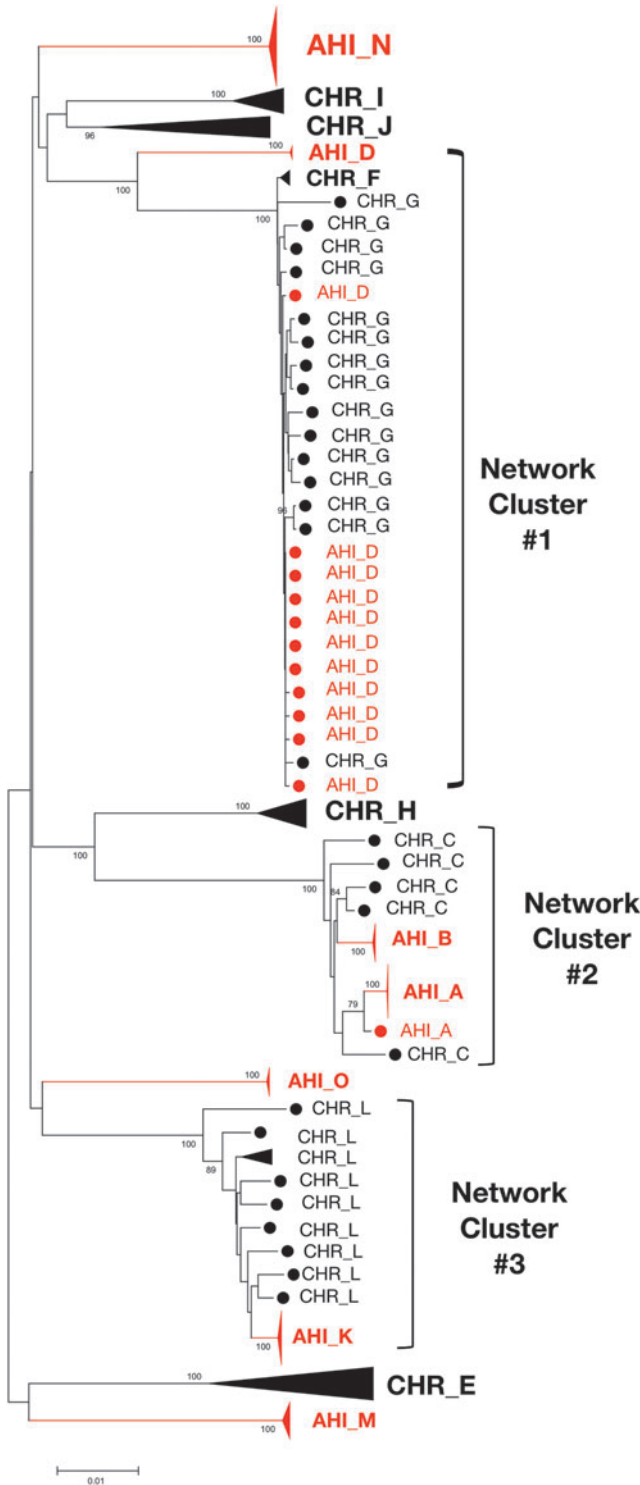 100
AHI_N
100
CHR_I
96
CHR_J
100
AHI_D
100
CHR_F
100
CHR_G
CHR_G
CHR_G
CHR_G
AHI_D
CHR_G
CHR_G
CHR_G
CHR_G
CHR_G
CHR_G
CHR_G
CHR_G
96
CHR_G
CHR_G
AHI_D
AHI_D
AHI_D
AHI_D
AHI_D
AHI_D
AHI_D
AHI_D
AHI_D
CHR_G
AHI_D
Network
Cluster
#1
100
CHR_H
100
100
CHR_C
CHR_C
84
CHR_C
CHR_C
100
AHI_B
100
AHI_A
79
AHI_A
CHR_C
Network
Cluster
#2
100
AHI_O
100
CHR_L
CHR_L
89
CHR_L
CHR_L
CHR_L
CHR_L
CHR_L
CHR_L
CHR_L
100
AHI_K
Network
Cluster
#3
100
CHR_E
100
AHI_M
0.01